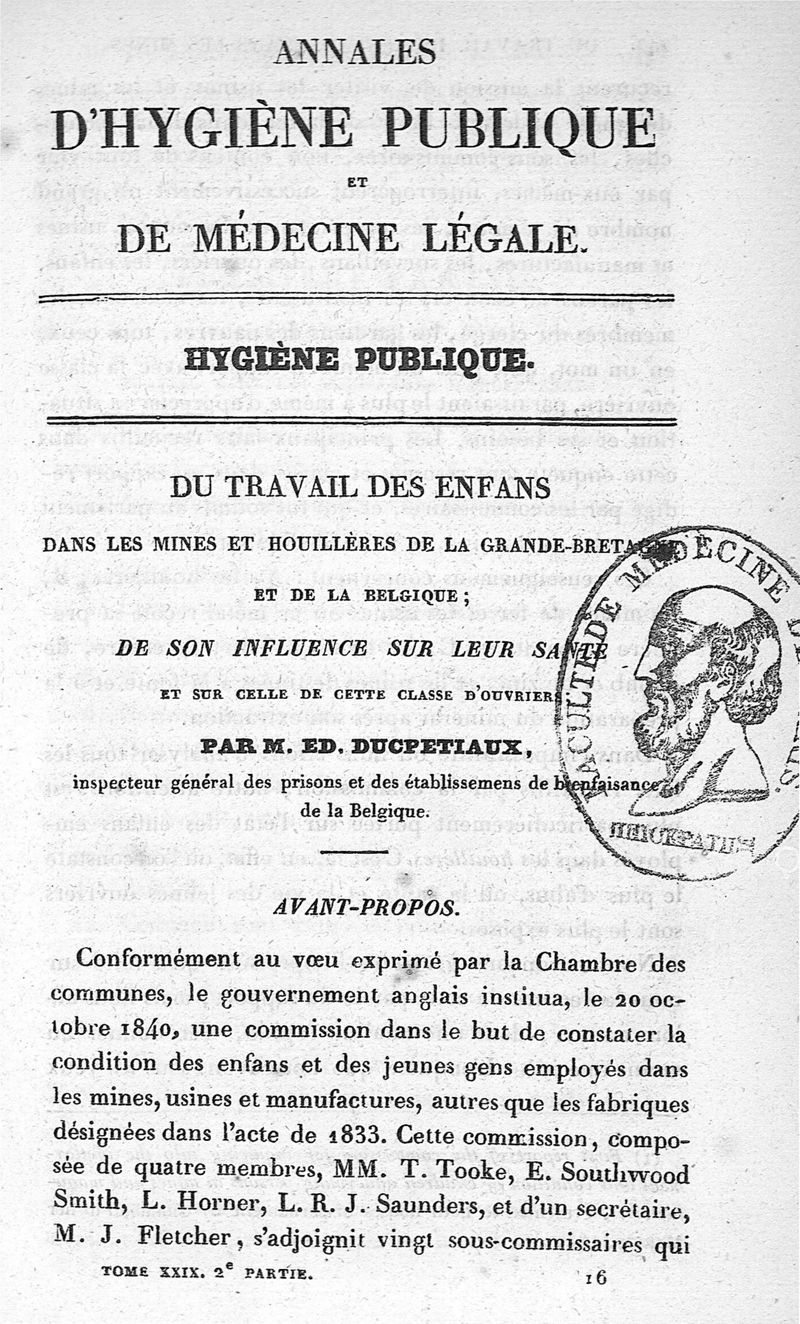 ANNALES
D'HYGIÈNE PUBLIQUE
ET
DE MÉDECINE LÉGALE.
HYGIÈNE PUBLIQUE.
DU TRAVAIL DES ENFANS
DANS LES MINES ET HOUILLÈRES DE LA GRANDE-BRETAGNE
ET DE LA BELGIQUE ;
DE SON INFLUENCE SUR LEUR SANTÉ
ET SUR CELLE DE CETTE CLASSE D'OUVRIERS ;
PAR M. ED. DUCPETIAUX,
inspecteur général des prisons et des établissemens de bienfaisance
de la Belgique.
FACULTÉ DE MEDECINE DE PARIS.
AVANT-PROPOS.
Conformément au vœu exprimé par la Chambre des
communes, le gouvernement anglais institua, le 20 oc-
tobre 1840, une commission dans le but de constater la
condition des enfans et des jeunes gens employés dans
les mines, usines et manufactures, autres que les fabriques
désignées dans l'acte de 1833. Cette commission, compo-
sée de quatre membres, MM. T. Tooke, E. Southwood
Smith, L. Horner, L. R. J. Saunders, et d'un secrétaire,
M. J. Fletcher, s'adjoignit vingt sous-commissaires qui
TOME XXIX. 2e PARTIE. 16